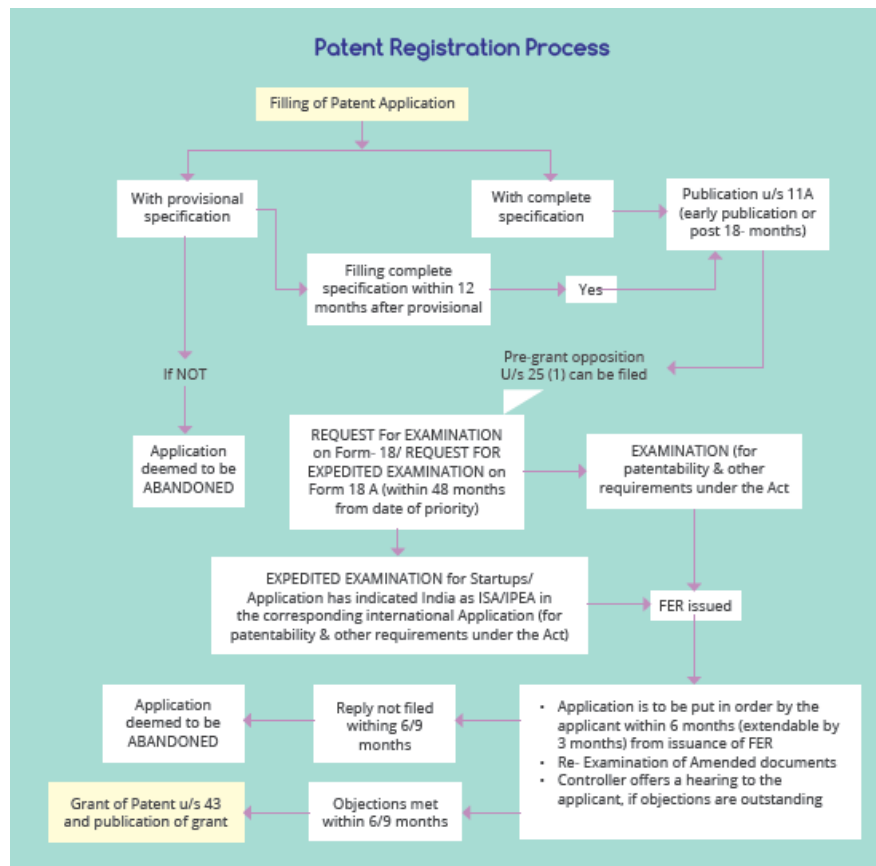 Patent Registration Process
Filling of Patent Application
With provisional
specification
With complete
specification
Publication u/s 11A
(early publication or
post 18- months)
Filling complete
specification within 12
months after provisional
Yes
If NOT
Pre-grant opposition
U/s 25 (1) can be filed
Application
deemed to be
ABANDONED
REQUEST For EXAMINATION
on Form- 18/ REQUEST FOR
EXPEDITED EXAMINATION on
Form 18 A (within 48 months
from date of priority)
EXAMINATION (for
patentability & other
requirements under the Act
EXPEDITED EXAMINATION for Startups/
Application has indicated India as ISA/IPEA in
the corresponding international Application (for
patentability & other requirements under the Act)
FER issued
Application
deemed to be
ABANDONED
Reply not filed
withing 6/9
months
• Application is to be put in order by the
applicant within 6 months (extendable by
3 months) from issuance of FER
• Re- Examination of Amended documents
• Controller offers a hearing to the
applicant, if objections are outstanding
Grant of Patent u/s 43
and publication of grant
Objections met
within 6/9 months